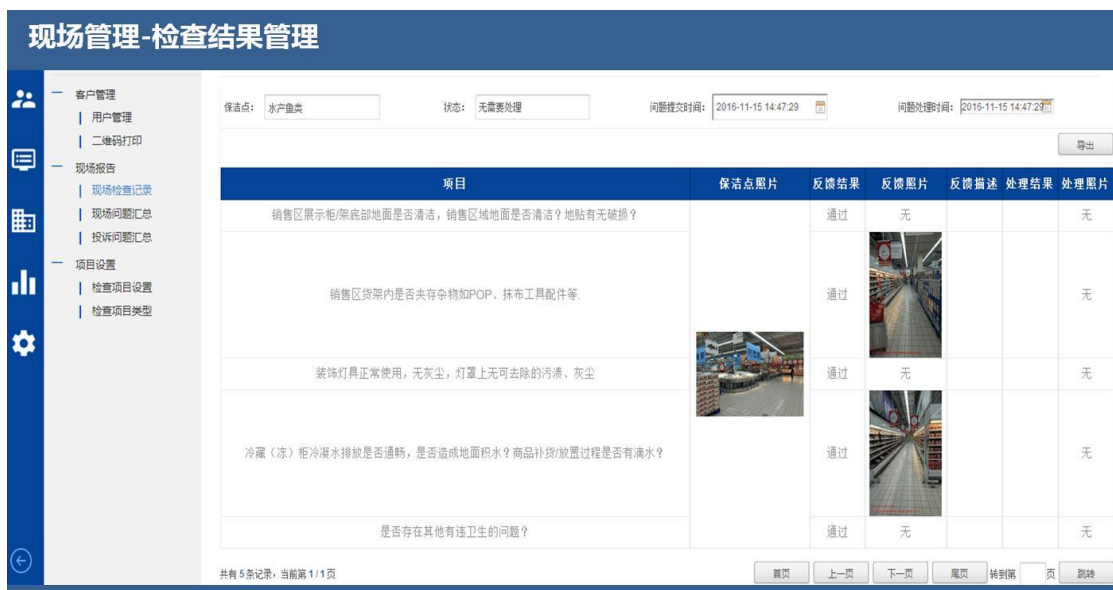 现场管理-检查结果管理
客户管理
用户管理
二维码打印
现场报告
现场检查记录
现场问题汇总
投诉问题汇总
项目设置
检查项目设置
检查项目类型
保洁点： 水产鱼类 状态： 无需要处理 问题提交时间： 2016-11-15 14:47:29 问题处理时间： 2016-11-15 14:47:29
导出
项目 保洁点照片 反馈结果 反馈照片 反馈描述 处理结果 处理照片
销售区展示柜/架底部地面是否清洁，销售区域地面是否清洁？地贴有无破损？ 通过 无 无
销售区货架内是否夹存杂物如POP、抹布工具配件等. 通过 无
装饰灯具正常使用，无灰尘，灯罩上无可去除的污渍、灰尘 通过 无 无
冷藏（冻）柜冷凝水排放是否通畅，是否造成地面积水？商品补货/放置过程是否有滴水？ 通过 无
是否存在其他有违卫生的问题？ 通过 无 无
共有5条记录，当前第1/1页 首页 上一页 下一页 尾页 转到第 页 跳转